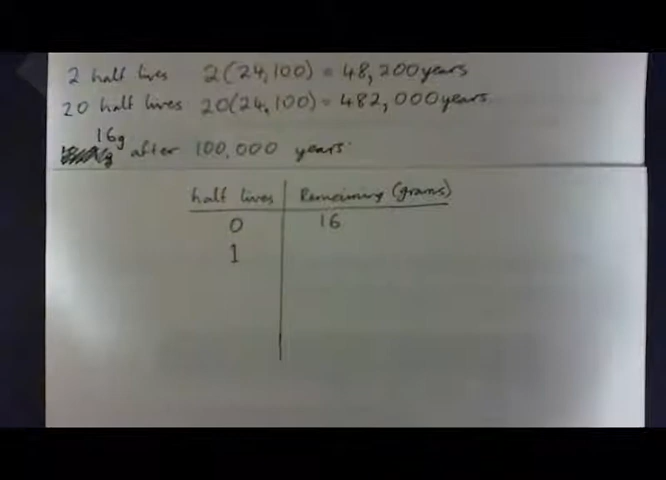 2 half lives 2(24,100) = 48,200 years
20 half lives 20(24,100) = 482,000 years
16g
g after 100,000 years
half lives Remaining (grams)
0 16
1